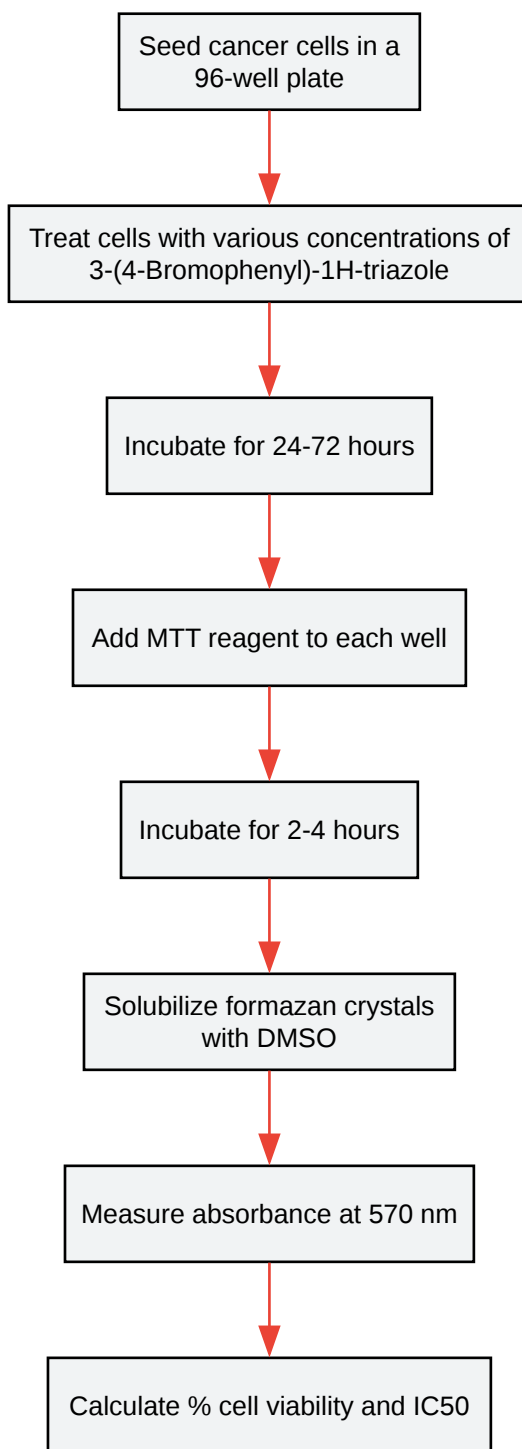 Seed cancer cells in a
96-well plate
Treat cells with various concentrations of
3-(4-Bromophenyl)-1H-triazole
Incubate for 24-72 hours
Add MTT reagent to each well
Incubate for 2-4 hours
Solubilize formazan crystals
with DMSO
Measure absorbance at 570 nm
Calculate % cell viability and IC50